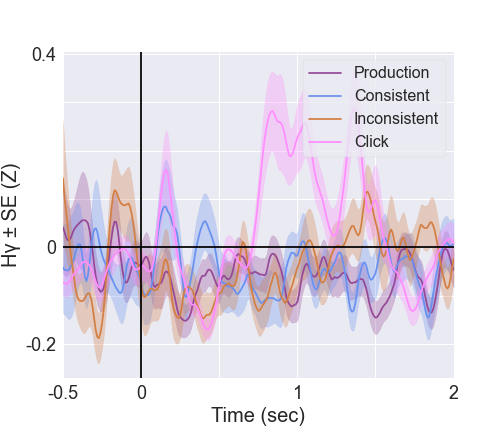 0.4
0
-0.2
Hγ ± SE (Z)
Production
Consistent
Inconsistent
Click
-0.5 0 1 2
Time (sec)